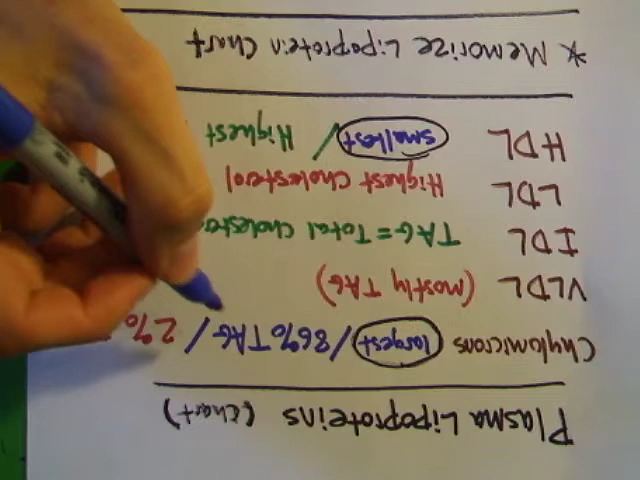 Plasma Lipoproteins (Chart)
Chylomicrons largest / 86% TAG / 2%
VLDL (mostly TAG)
IDL TAG = Total
LDL Highest Cholesterol
HDL smallest / Highest
* Memorize Lipoprotein Chart